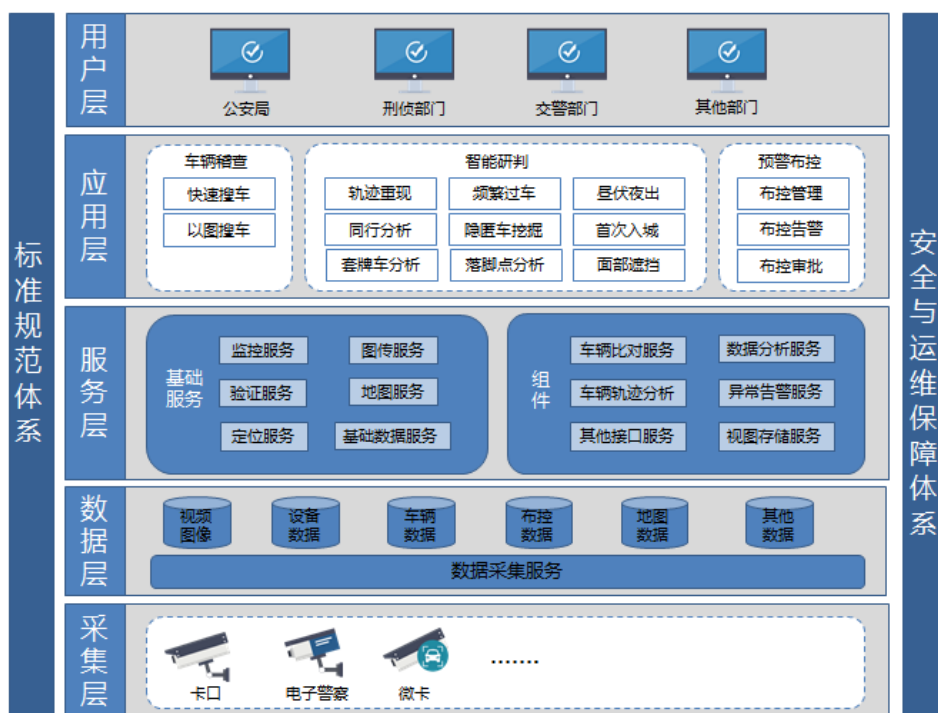 标准规范体系
用户层
公安局
刑侦部门
交警部门
其他部门
应用层
车辆稽查
快速搜车
以图搜车
智能研判
轨迹重现
频繁过车
昼伏夜出
同行分析
隐匿车挖掘
首次入城
套牌车分析
落脚点分析
面部遮挡
预警布控
布控管理
布控告警
布控审批
服务层
基础
服务
监控服务
图传服务
验证服务
地图服务
定位服务
基础数据服务
组
件
车辆比对服务
数据分析服务
车辆轨迹分析
异常告警服务
其他接口服务
视图存储服务
数据层
视频
图像
设备
数据
车辆
数据
布控
数据
地图
数据
其他
数据
数据采集服务
采集层
卡口
电子警察
微卡
.......
安全与运维保障体系